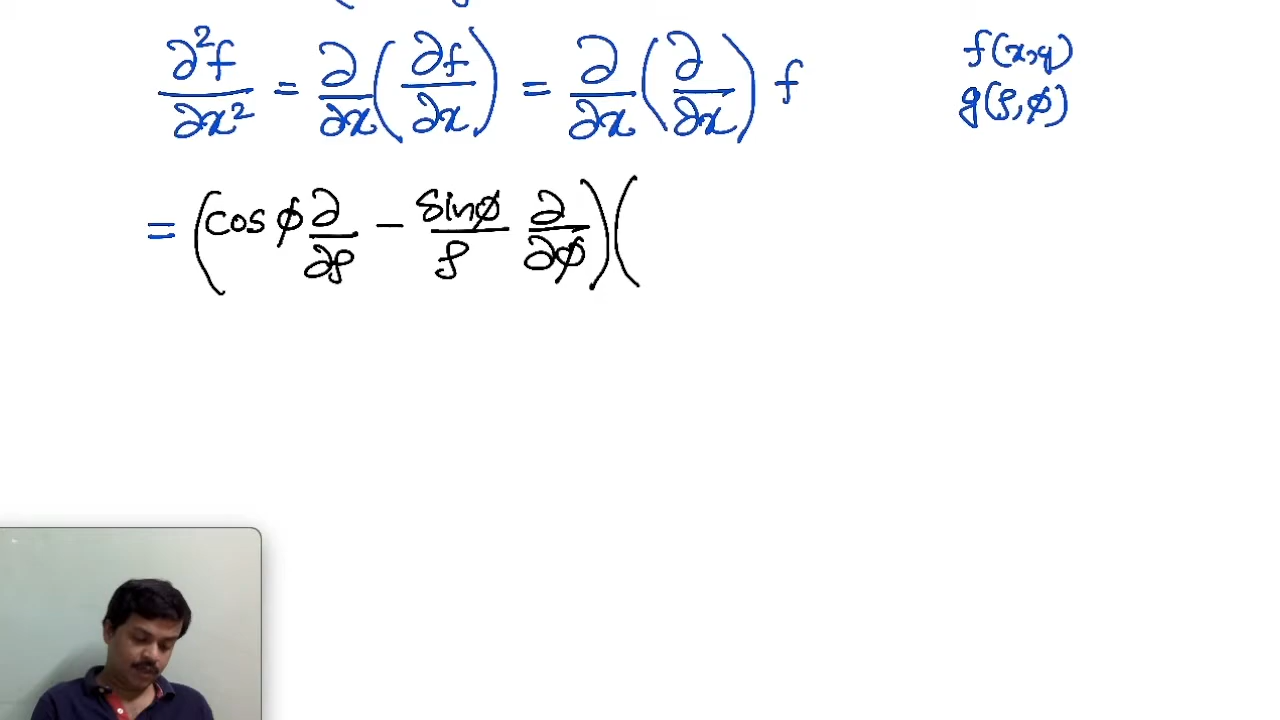 ∂²f/∂x² = ∂/∂x (∂f/∂x) = ∂/∂x (∂/∂x) f
f(x,y)
g(ρ,φ)
= (cos φ ∂/∂ρ − sinφ/ρ ∂/∂φ)(